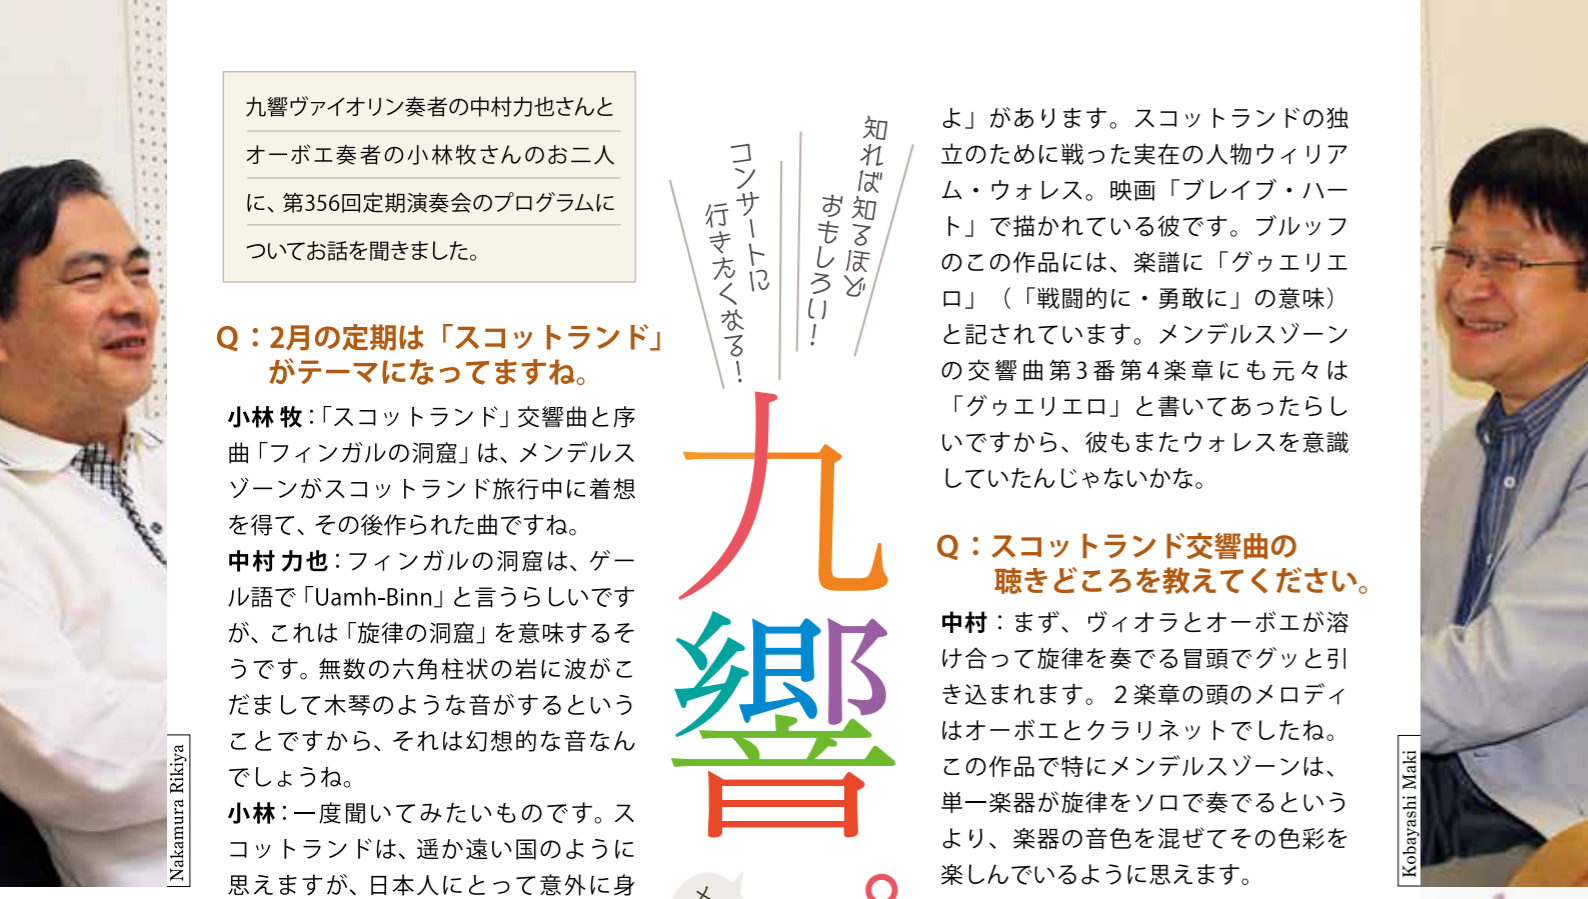 九響ヴァイオリン奏者の中村力也さんと
オーボエ奏者の小林牧さんのお二人
に、第356回定期演奏会のプログラムに
ついてお話を聞きました。
Q：2月の定期は「スコットランド」
がテーマになってますね。
小林 牧：「スコットランド」交響曲と序
曲「フィンガルの洞窟」は、メンデルス
ゾーンがスコットランド旅行中に着想
を得て、その後作られた曲ですね。
中村 力也：フィンガルの洞窟は、ゲー
ル語で「Uamh-Binn」と言うらしいです
が、これは「旋律の洞窟」を意味するそ
うです。無数の六角柱状の岩に波がこ
だまして木琴のような音がするという
ことですから、それは幻想的な音なん
でしょうね。
小林：一度聞いてみたいものです。ス
コットランドは、遥か遠い国のように
思えますが、日本人にとって意外に身
知れば知るほど
おもしろい！
コンサートに
行きたくなる！
九響
。
メ
よ」があります。スコットランドの独
立のために戦った実在の人物ウィリア
ム・ウォレス。映画「ブレイブ・ハー
ト」で描かれている彼です。ブルッフ
のこの作品には、楽譜に「グゥエリエ
ロ」（「戦闘的に・勇敢に」の意味）
と記されています。メンデルスゾーン
の交響曲第3番第4楽章にも元々は
「グゥエリエロ」と書いてあったらし
いですから、彼もまたウォレスを意識
していたんじゃないかな。
Q：スコットランド交響曲の
聴きどころを教えてください。
中村：まず、ヴィオラとオーボエが溶
け合って旋律を奏でる冒頭でグッと引
き込まれます。２楽章の頭のメロディ
はオーボエとクラリネットでしたね。
この作品で特にメンデルスゾーンは、
単一楽器が旋律をソロで奏でるという
より、楽器の音色を混ぜてその色彩を
楽しんでいるように思えます。
Nakamura Rikiya
Kobayashi Maki